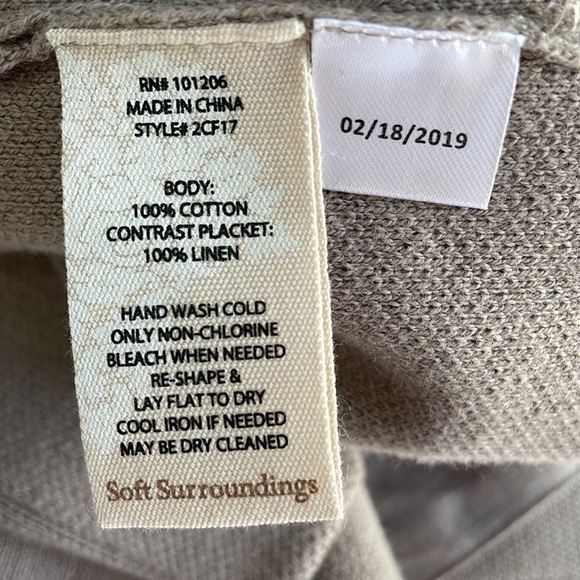 RN# 101206
MADE IN CHINA
STYLE# 2CF17
BODY:
100% COTTON
CONTRAST PLACKET:
100% LINEN
HAND WASH COLD
ONLY NON-CHLORINE
BLEACH WHEN NEEDED
RE-SHAPE &
LAY FLAT TO DRY
COOL IRON IF NEEDED
MAY BE DRY CLEANED
Soft Surroundings
02/18/2019